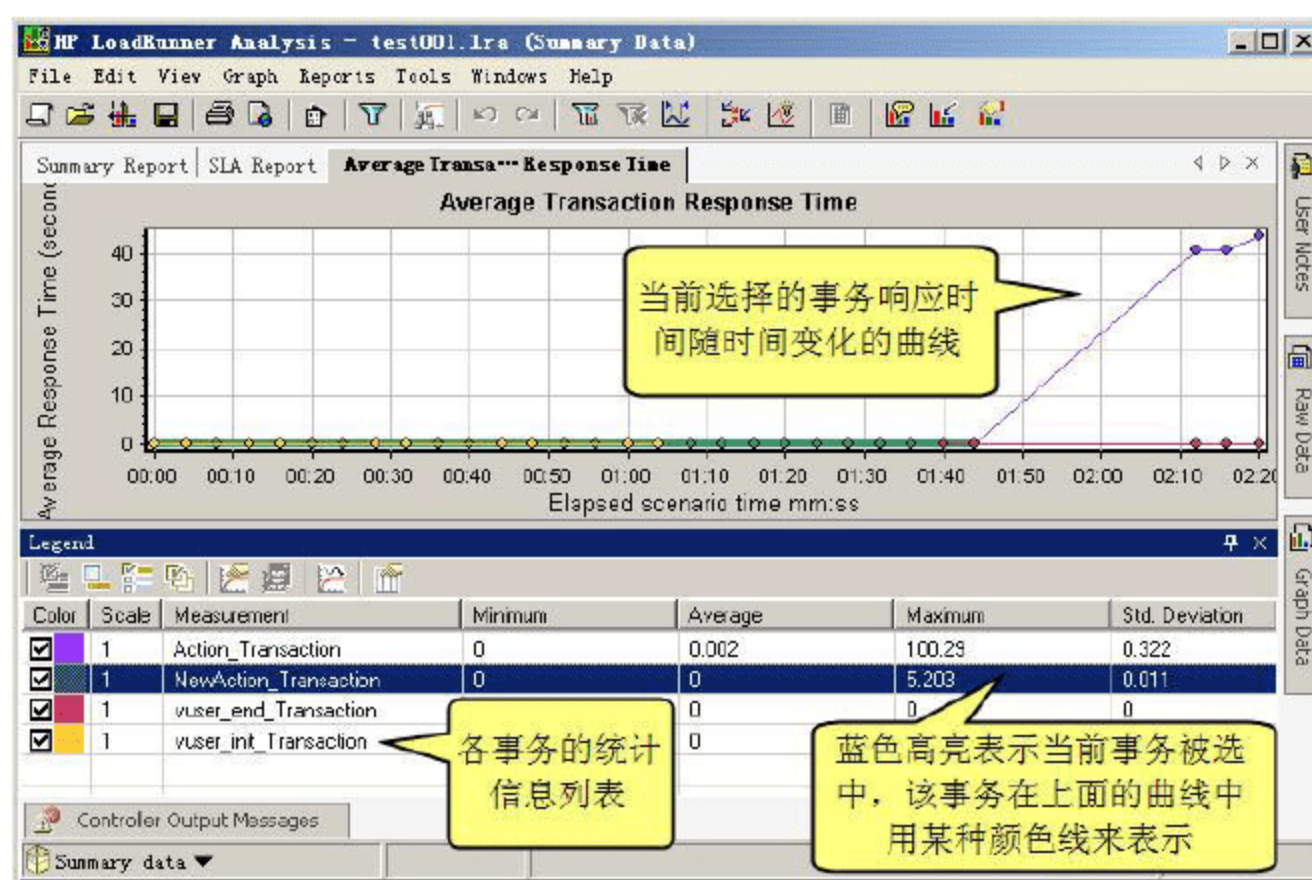 HP LoadRunner Analysis - test001.lra (Summary Data)
File Edit View Graph Reports Tools Windows Help
Summary Report SLA Report Average Transa··· Response Time
Average Transaction Response Time
Average Response Time (second
40
30
20
10
0
00:00 00:10 00:20 00:30 00:40 00:50 01:00 01:10 01:20 01:30 01:40 01:50 02:00 02:10 02:20
Elapsed scenario time mm:ss
当前选择的事务响应时
间随时间变化的曲线
User Notes
Raw Data
Graph Data
Legend
Color Scale Measurement Minimum Average Maximum Std. Deviation
1 Action_Transaction 0 0.002 100.29 0.322
1 NewAction_Transaction 0 0 5.203 0.011
1 vuser_end_Transaction 0 0 0
1 vuser_init_Transaction 0
各事务的统计
信息列表
蓝色高亮表示当前事务被选
中，该事务在上面的曲线中
用某种颜色线来表示
Controller Output Messages
Summary data